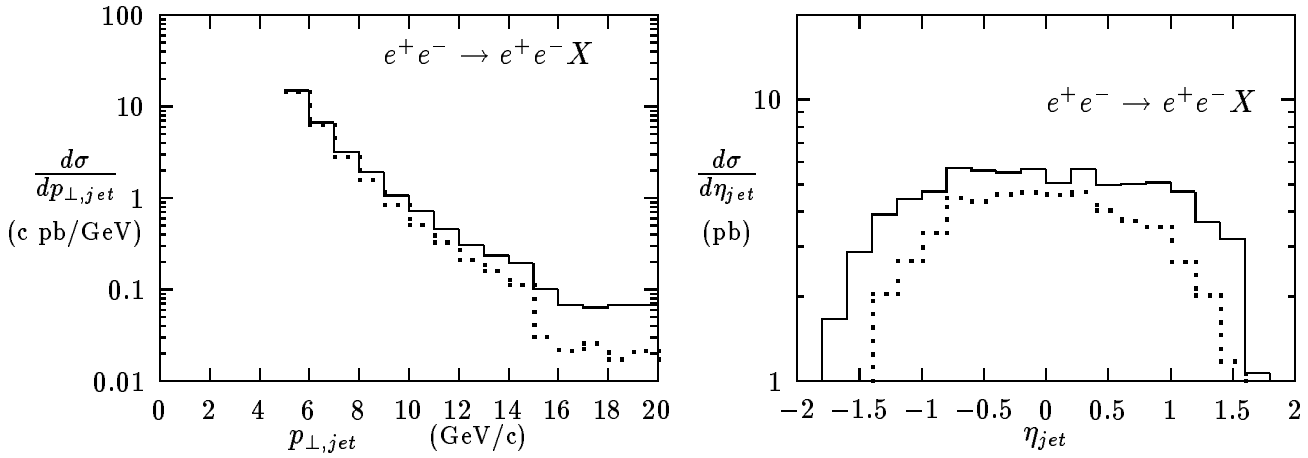 100
10
1
0.1
0.01
dσ
dp⊥,jet
(c pb/GeV)
e⁺e⁻ → e⁺e⁻X
0 2 4 6 8 10 12 14 16 18 20
p⊥,jet (GeV/c)
10
1
dσ
dηjet
(pb)
e⁺e⁻ → e⁺e⁻X
−2 −1.5 −1 −0.5 0 0.5 1 1.5 2
ηjet